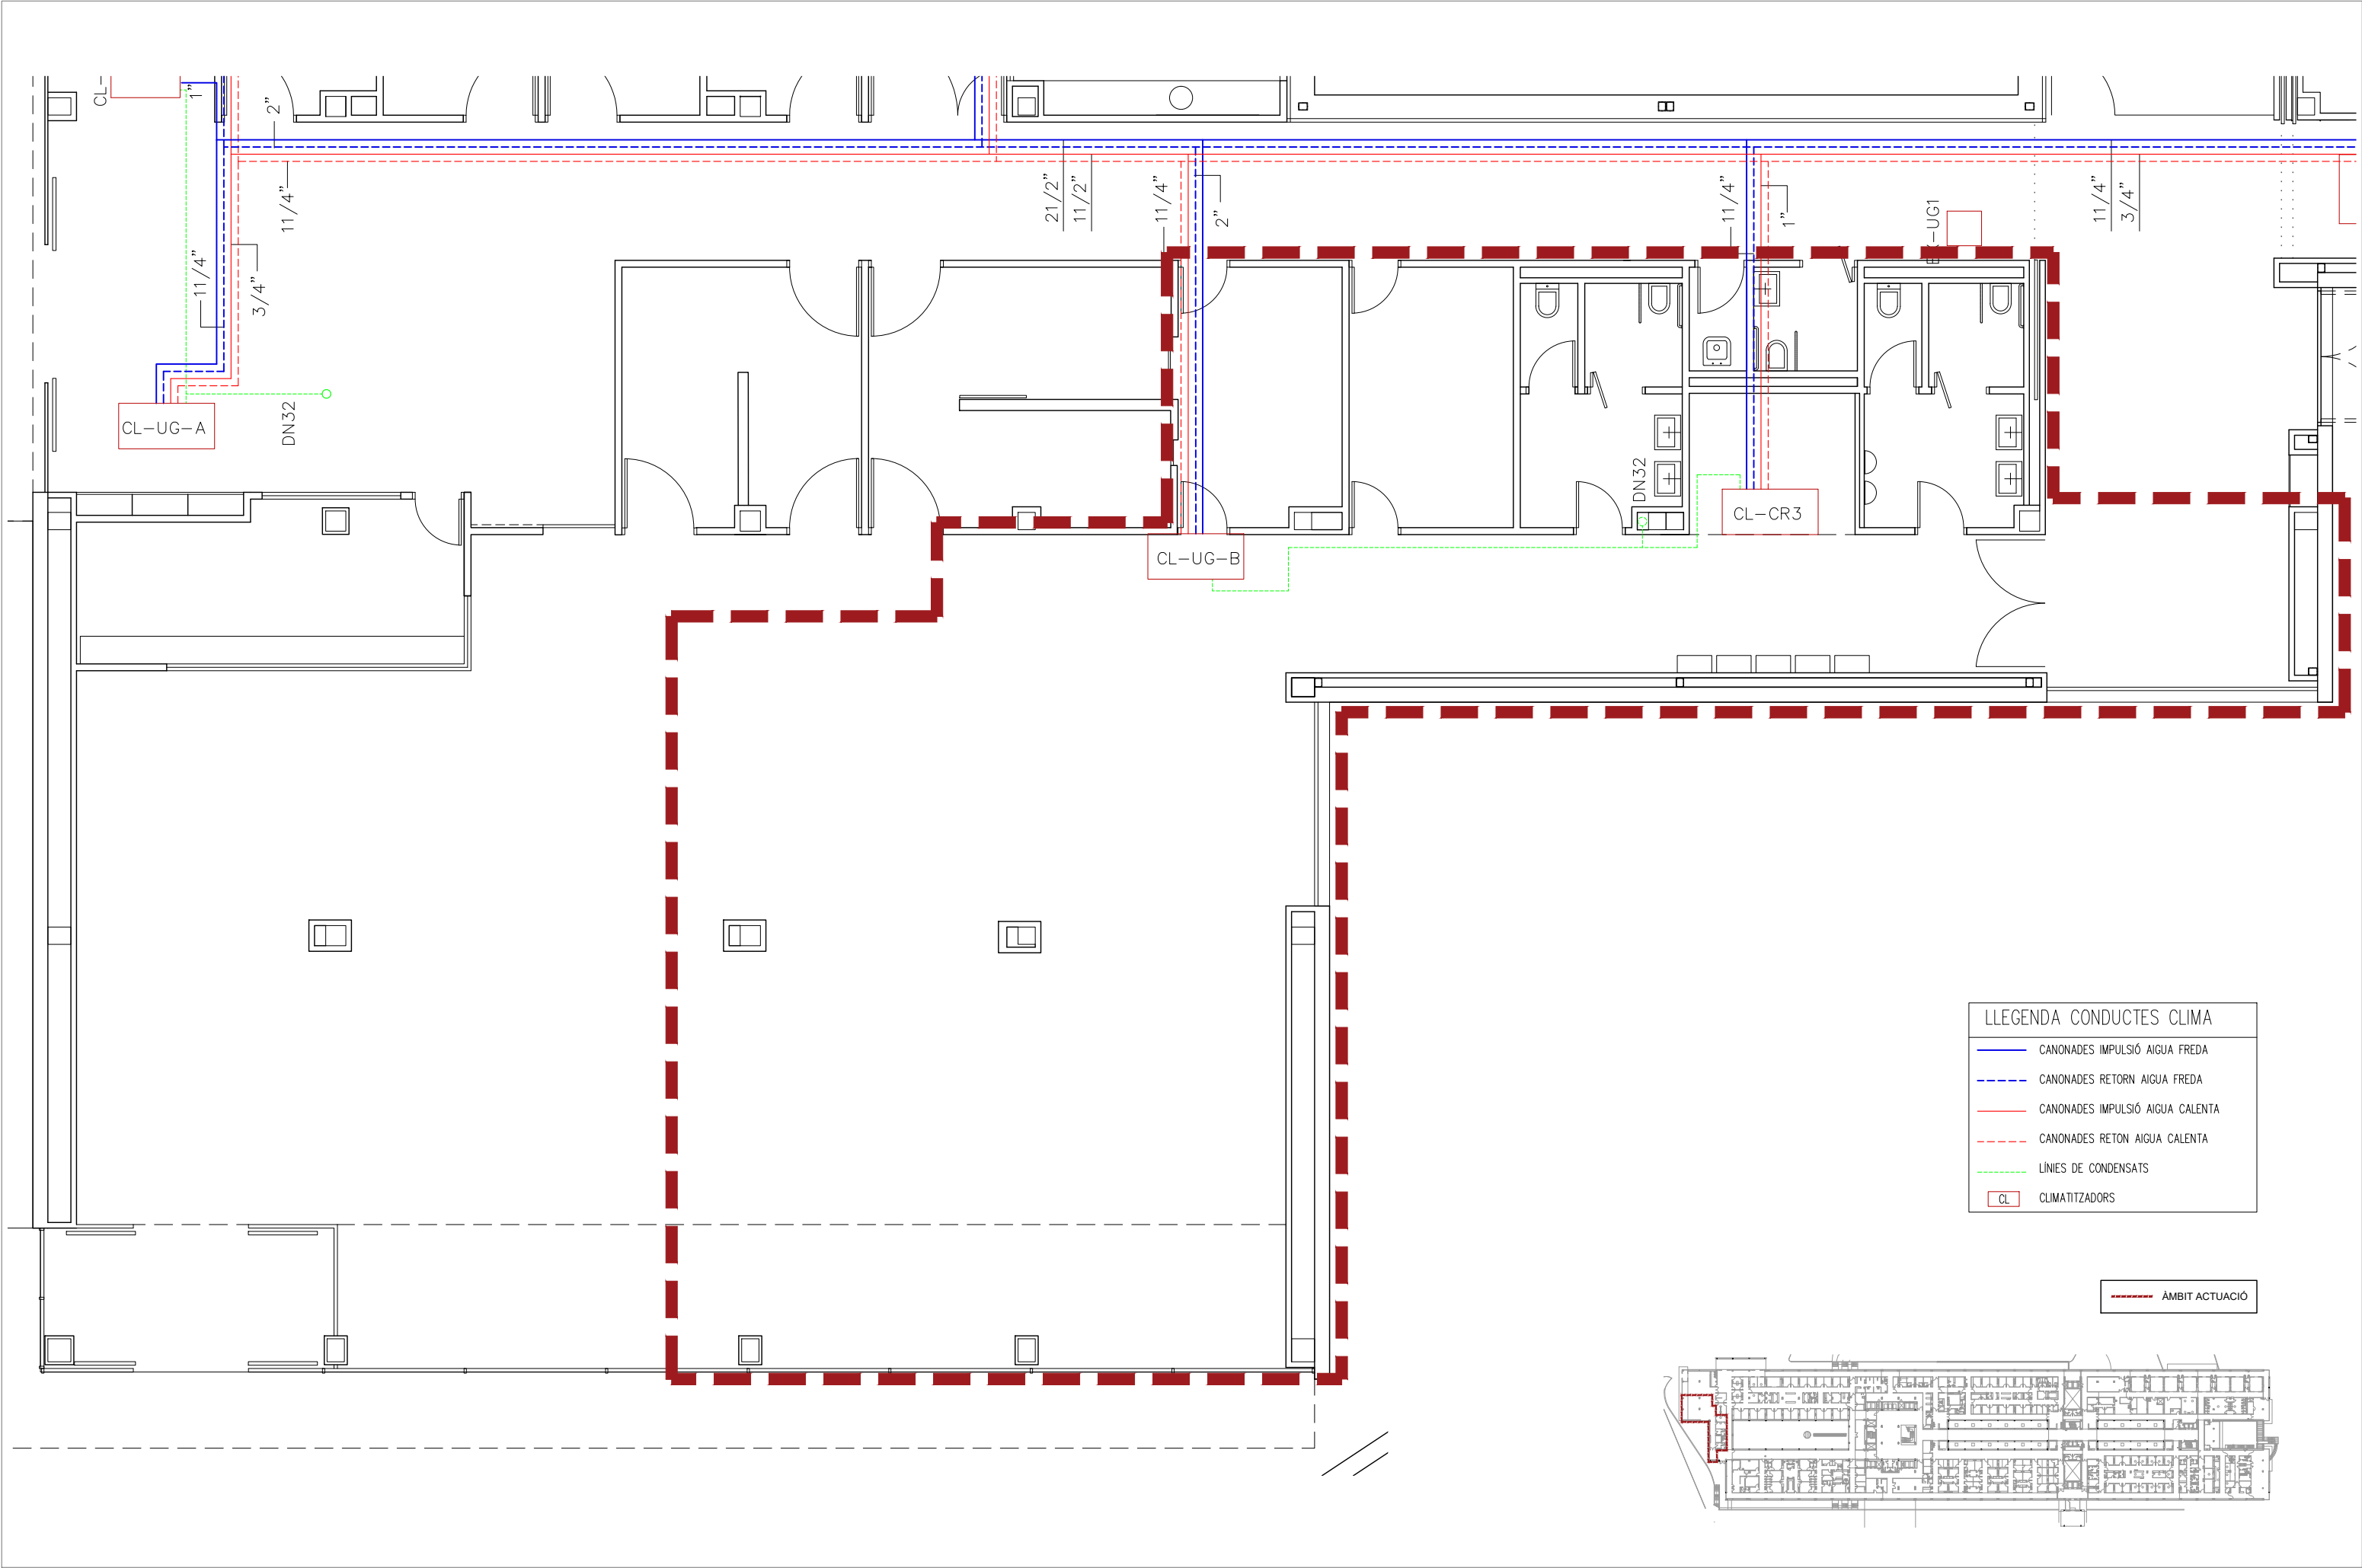 CL-
1"
2"
11/4"
11/4"
3/4"
21/2"
11/2"
11/4"
2"
11/4"
1"
11/4"
3/4"
CL-UG-A
DN32
CL-UG-B
DN32
CL-CR3
LLEGENDA CONDUCTES CLIMA
CANONADES IMPULSIÓ AIGUA FREDA
CANONADES RETORN AIGUA FREDA
CANONADES IMPULSIÓ AIGUA CALENTA
CANONADES RETON AIGUA CALENTA
LÍNIES DE CONDENSATS
CL CLIMATITZADORS
ÀMBIT ACTUACIÓ